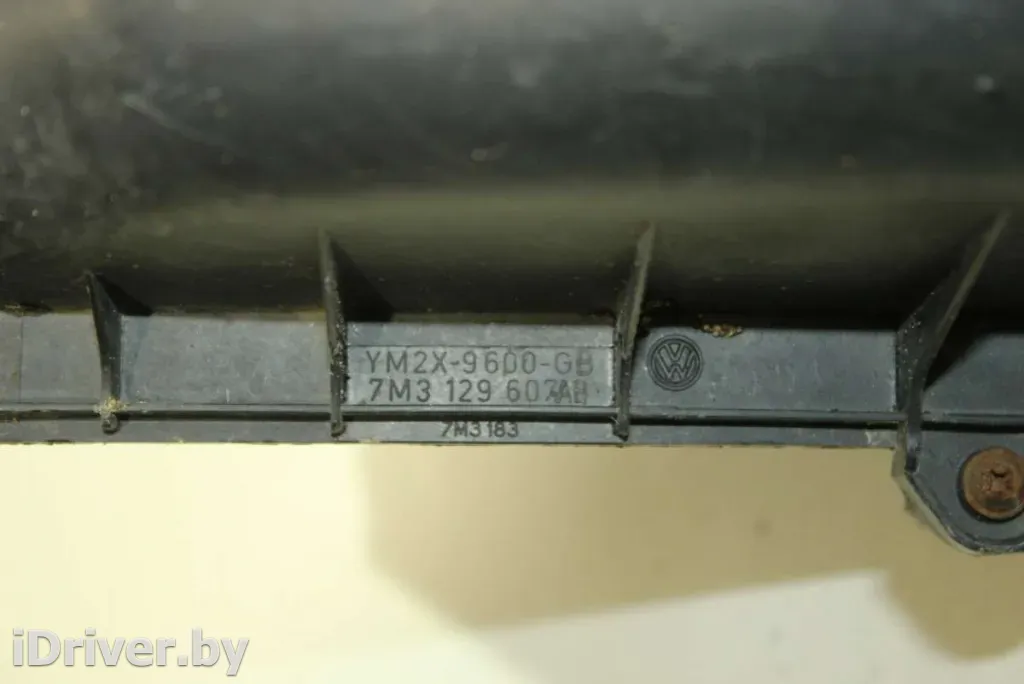 YM2X-9600-GB
7M3 129 607AB
VW
7M3 183
iDriver.by